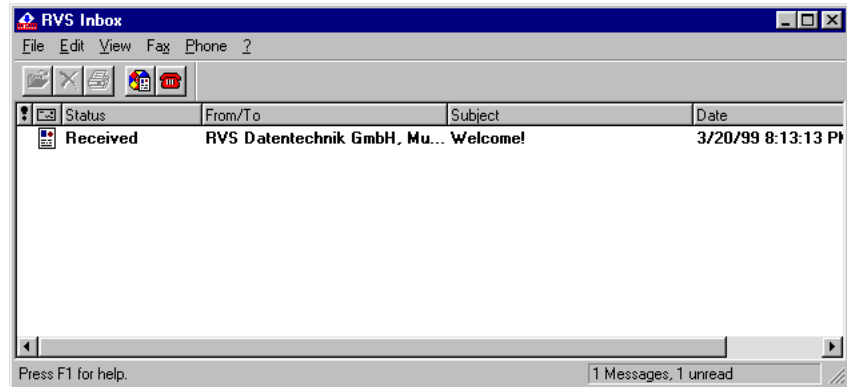 RVS Inbox
File Edit View Fax Phone ?
Status From/To Subject Date
Received RVS Datentechnik GmbH, Mu... Welcome! 3/20/99 8:13:13
Press F1 for help. 1 Messages, 1 unread